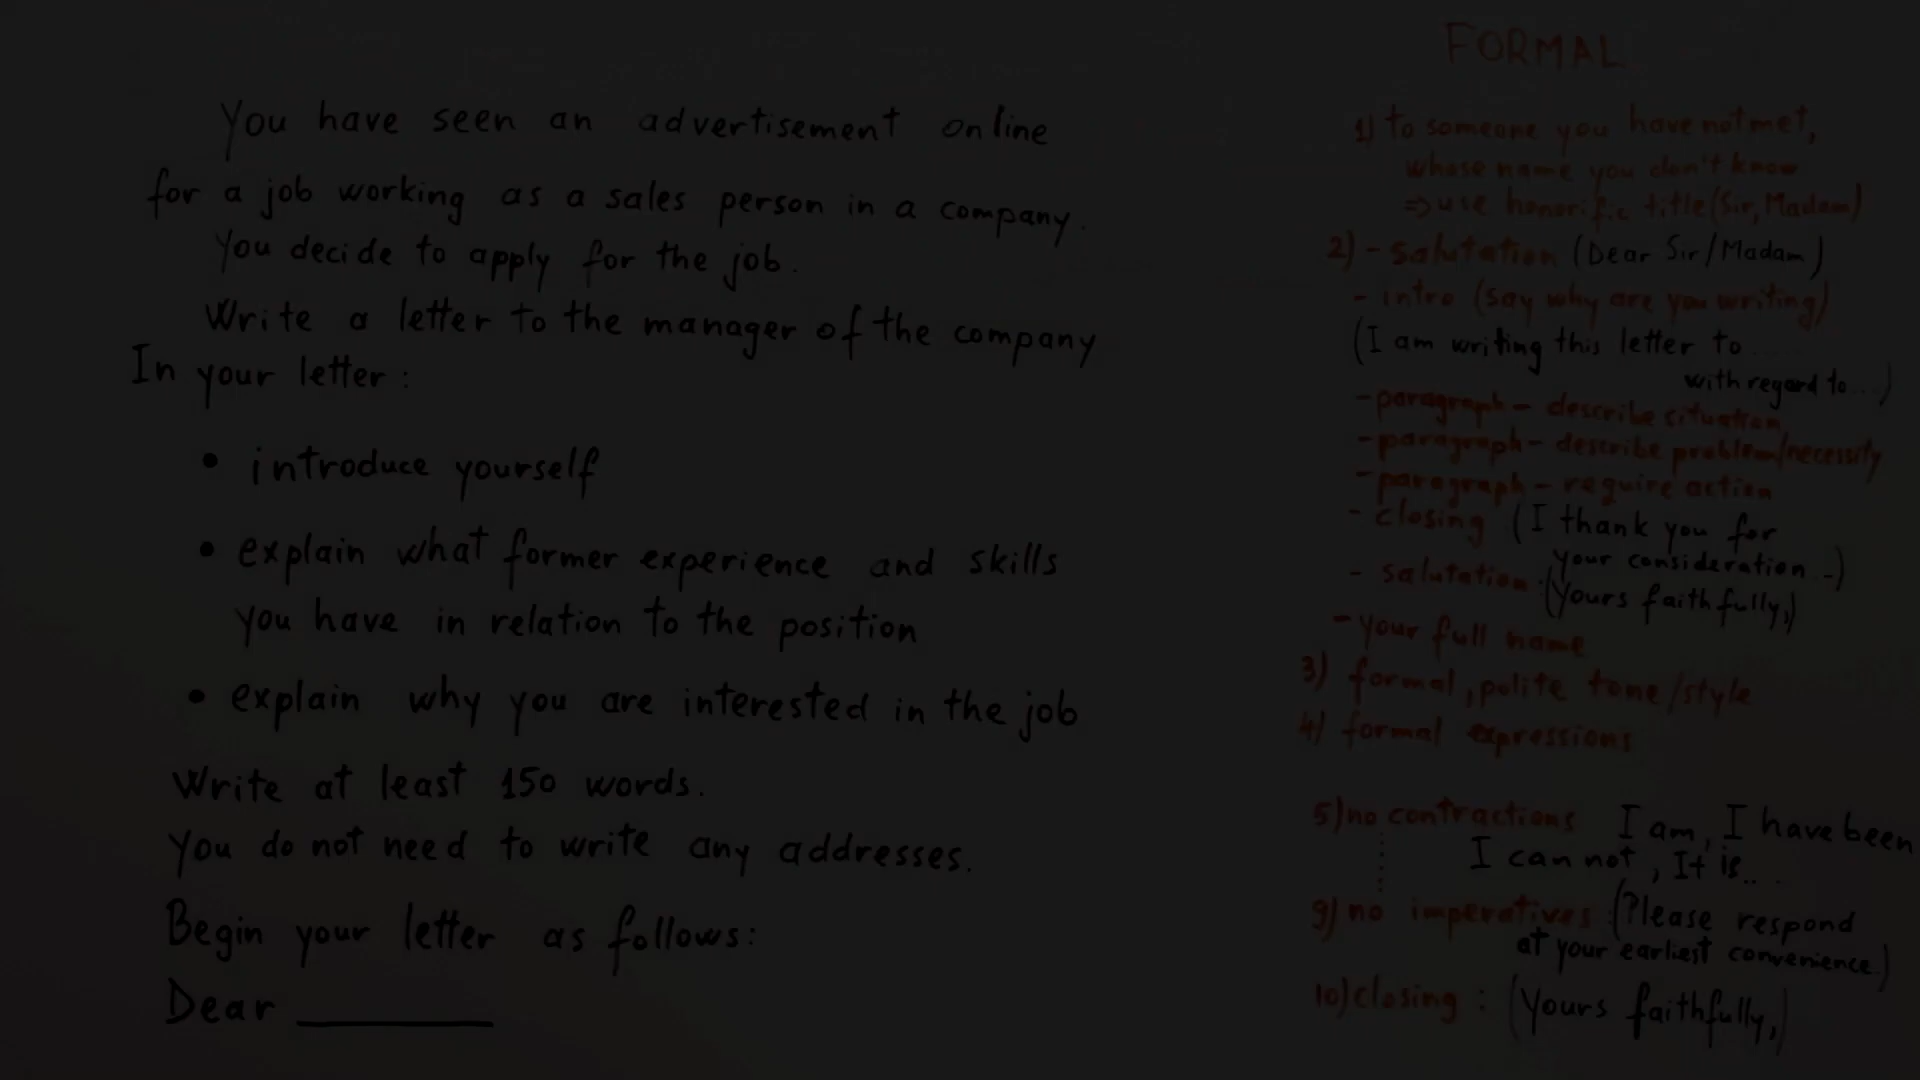 You have seen an advertisement online
for a job working as a sales person in a company.
You decide to apply for the job.
Write a letter to the manager of the company
In your letter :
• introduce yourself
• explain what former experience and skills
you have in relation to the position
• explain why you are interested in the job
Write at least 150 words.
You do not need to write any addresses.
Begin your letter as follows:
Dear ________
FORMAL
1) to someone you have not met,
whose name you don't know
=> use honorific title (Sir, Madam)
2) - salutation (Dear Sir/Madam)
- intro (say why are you writing)
(I am writing this letter to ....
with regard to ....)
- paragraph - describe situation
- paragraph - describe problem/necessity
- paragraph - require action
- closing (I thank you for
your consideration ..)
- salutation : (Yours faithfully,)
- your full name
3) formal, polite tone/style
4) formal expressions
5) no contractions I am, I have been
I can not, It is ....
9) no imperatives : (Please respond
at your earliest convenience)
10) closing : (Yours faithfully,)